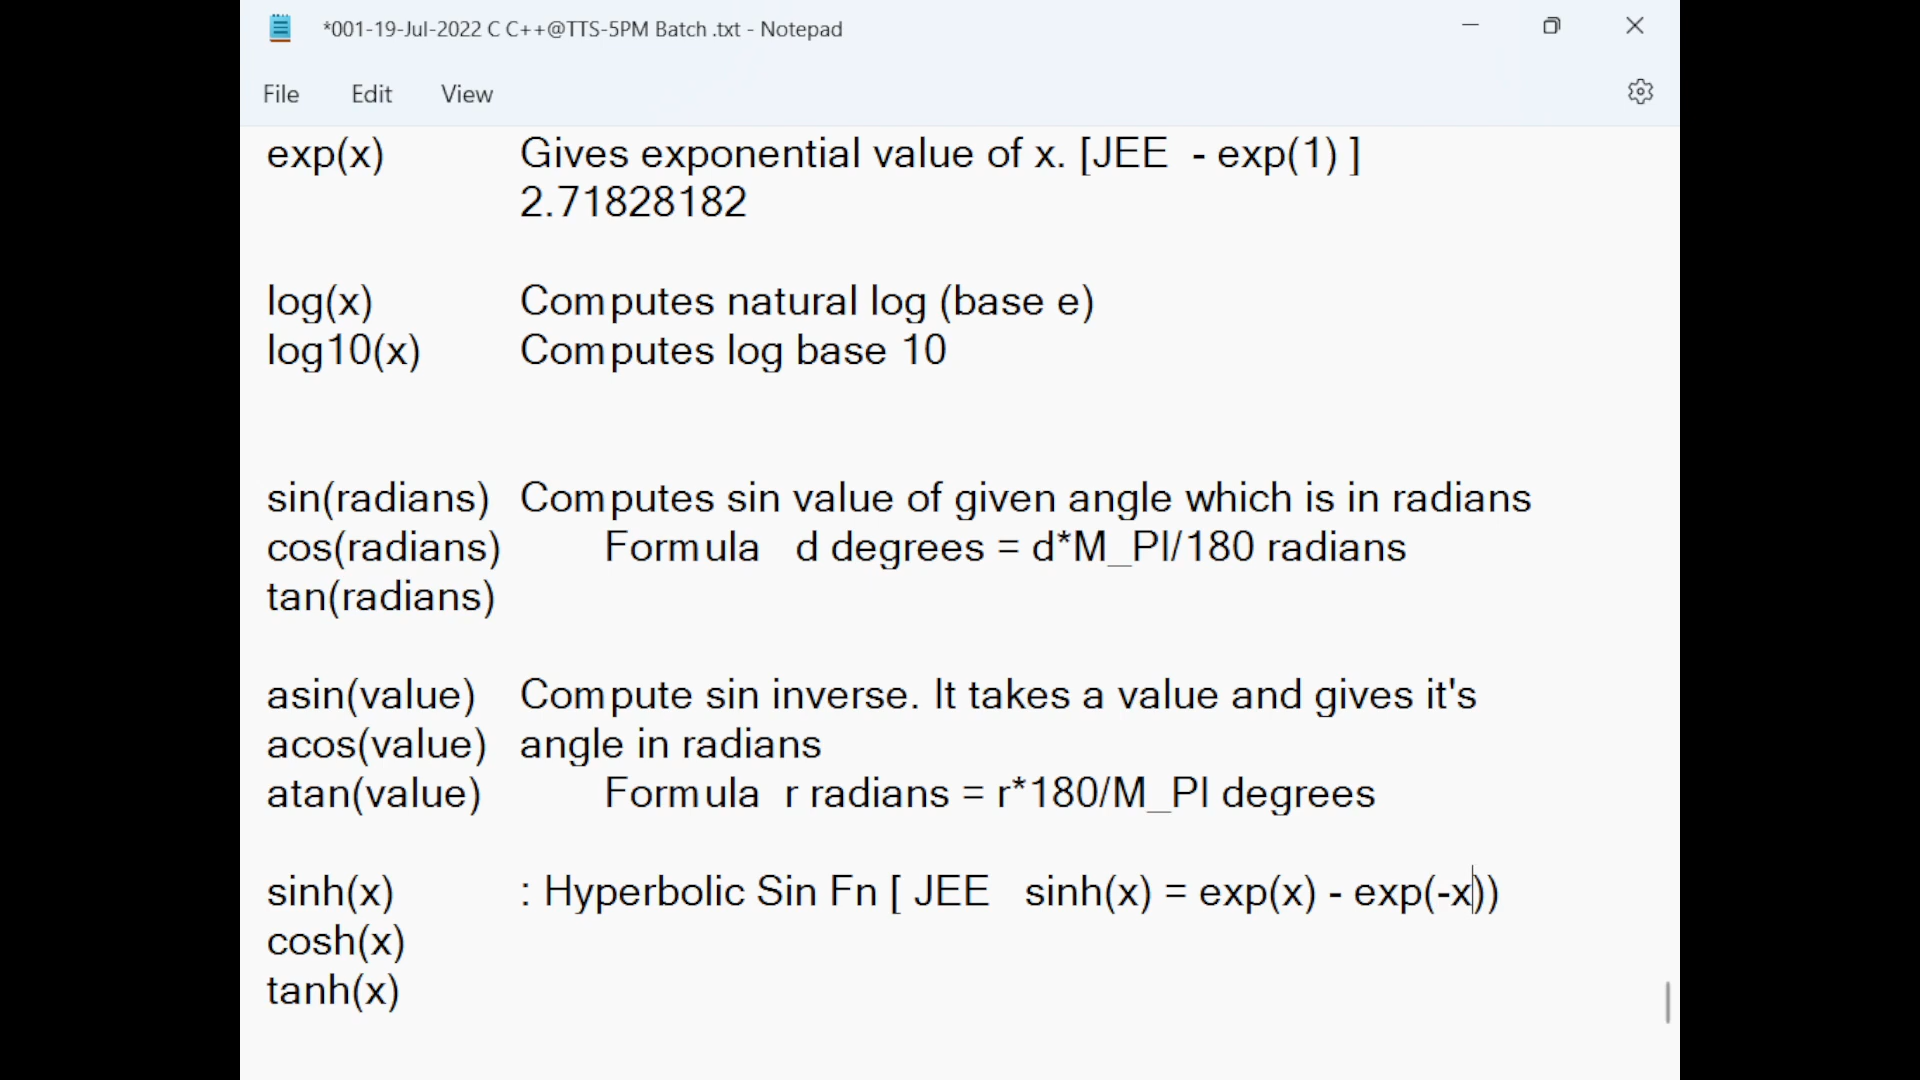 *001-19-Jul-2022 C C++@TTS-5PM Batch .txt - Notepad
File Edit View
exp(x) Gives exponential value of x. [JEE - exp(1) ]
2.71828182
log(x) Computes natural log (base e)
log10(x) Computes log base 10
sin(radians) Computes sin value of given angle which is in radians
cos(radians) Formula d degrees = d*M_PI/180 radians
tan(radians)
asin(value) Compute sin inverse. It takes a value and gives it's
acos(value) angle in radians
atan(value) Formula r radians = r*180/M_PI degrees
sinh(x) : Hyperbolic Sin Fn [ JEE sinh(x) = exp(x) - exp(-x))
cosh(x)
tanh(x)